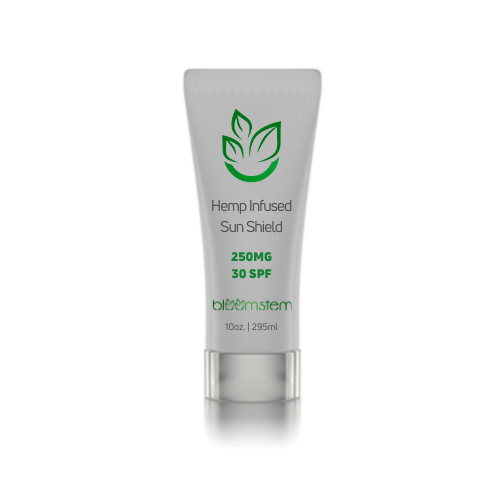 Hemp Infused
Sun Shield
250MG
30 SPF
bloomstem
10oz. | 295ml